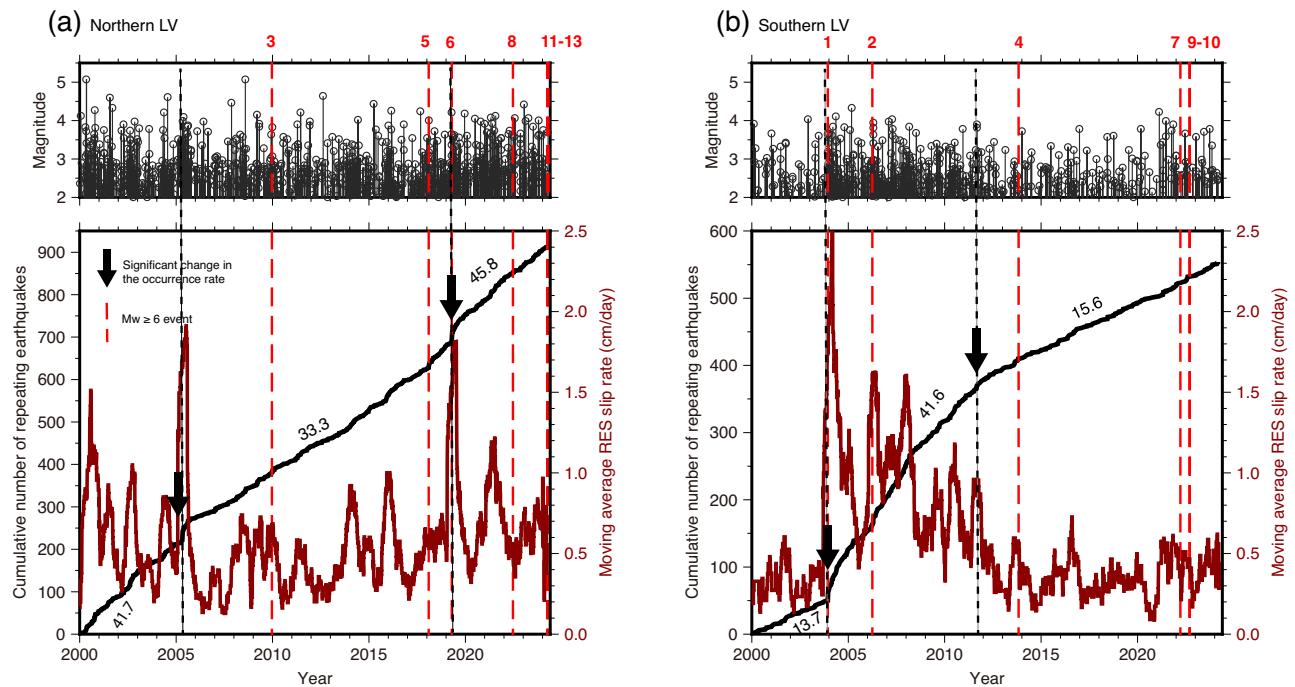 (a) Northern LV
3 5 6 8 11-13
5
4
3
2
Magnitude
900
800
700
600
500
400
300
200
100
0
Cumulative number of repeating earthquakes
Significant change in
the occurrence rate
Mw ≥ 6 event
41.7
33.3
45.8
2.5
2.0
1.5
1.0
0.5
0.0
Moving average RES slip rate (cm/day)
2000 2005 2010 2015 2020
Year
(b) Southern LV
1 2 4 7 9-10
5
4
3
2
Magnitude
600
500
400
300
200
100
0
Cumulative number of repeating earthquakes
13.7
41.6
15.6
2.5
2.0
1.5
1.0
0.5
0.0
Moving average RES slip rate (cm/day)
2000 2005 2010 2015 2020
Year